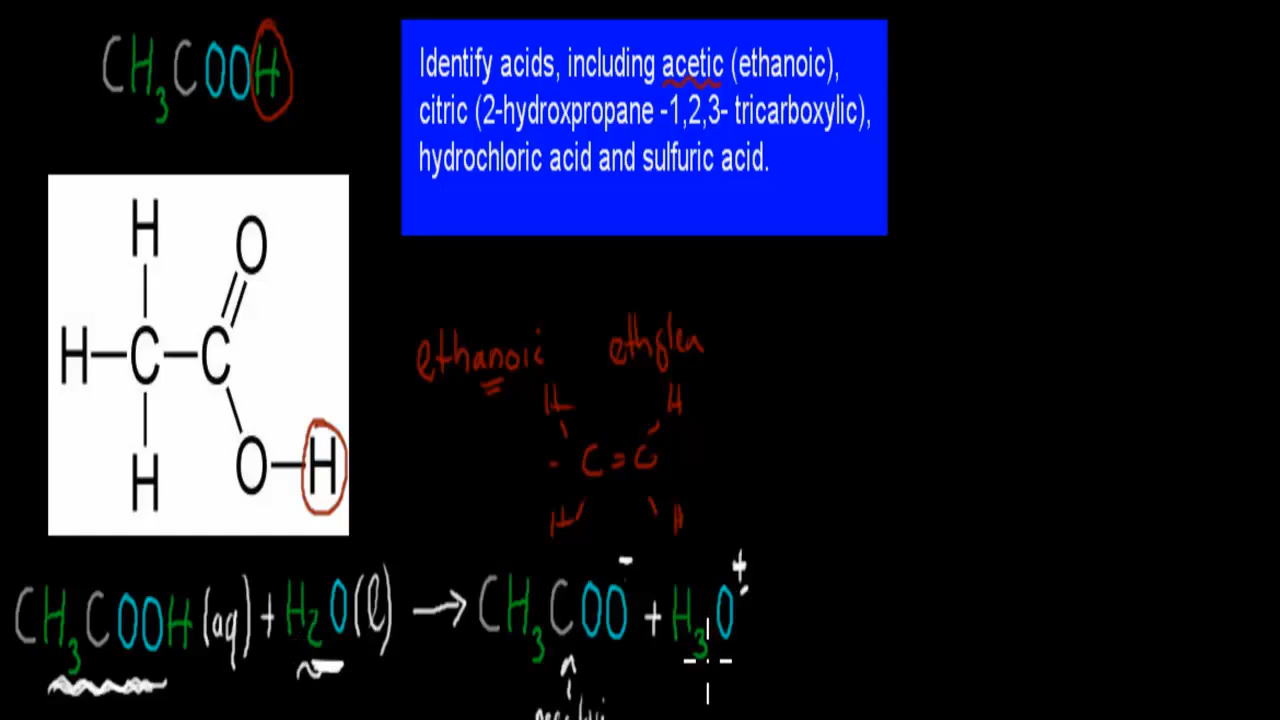 CH₃COOH
Identify acids, including acetic (ethanoic),
citric (2-hydroxpropane -1,2,3- tricarboxylic),
hydrochloric acid and sulfuric acid.
H
O
H C C
H
O H
ethanoic ethylen
H H
C = C
H H
CH₃COOH (aq) + H₂O (l) → CH₃COO⁻ + H₃O⁺